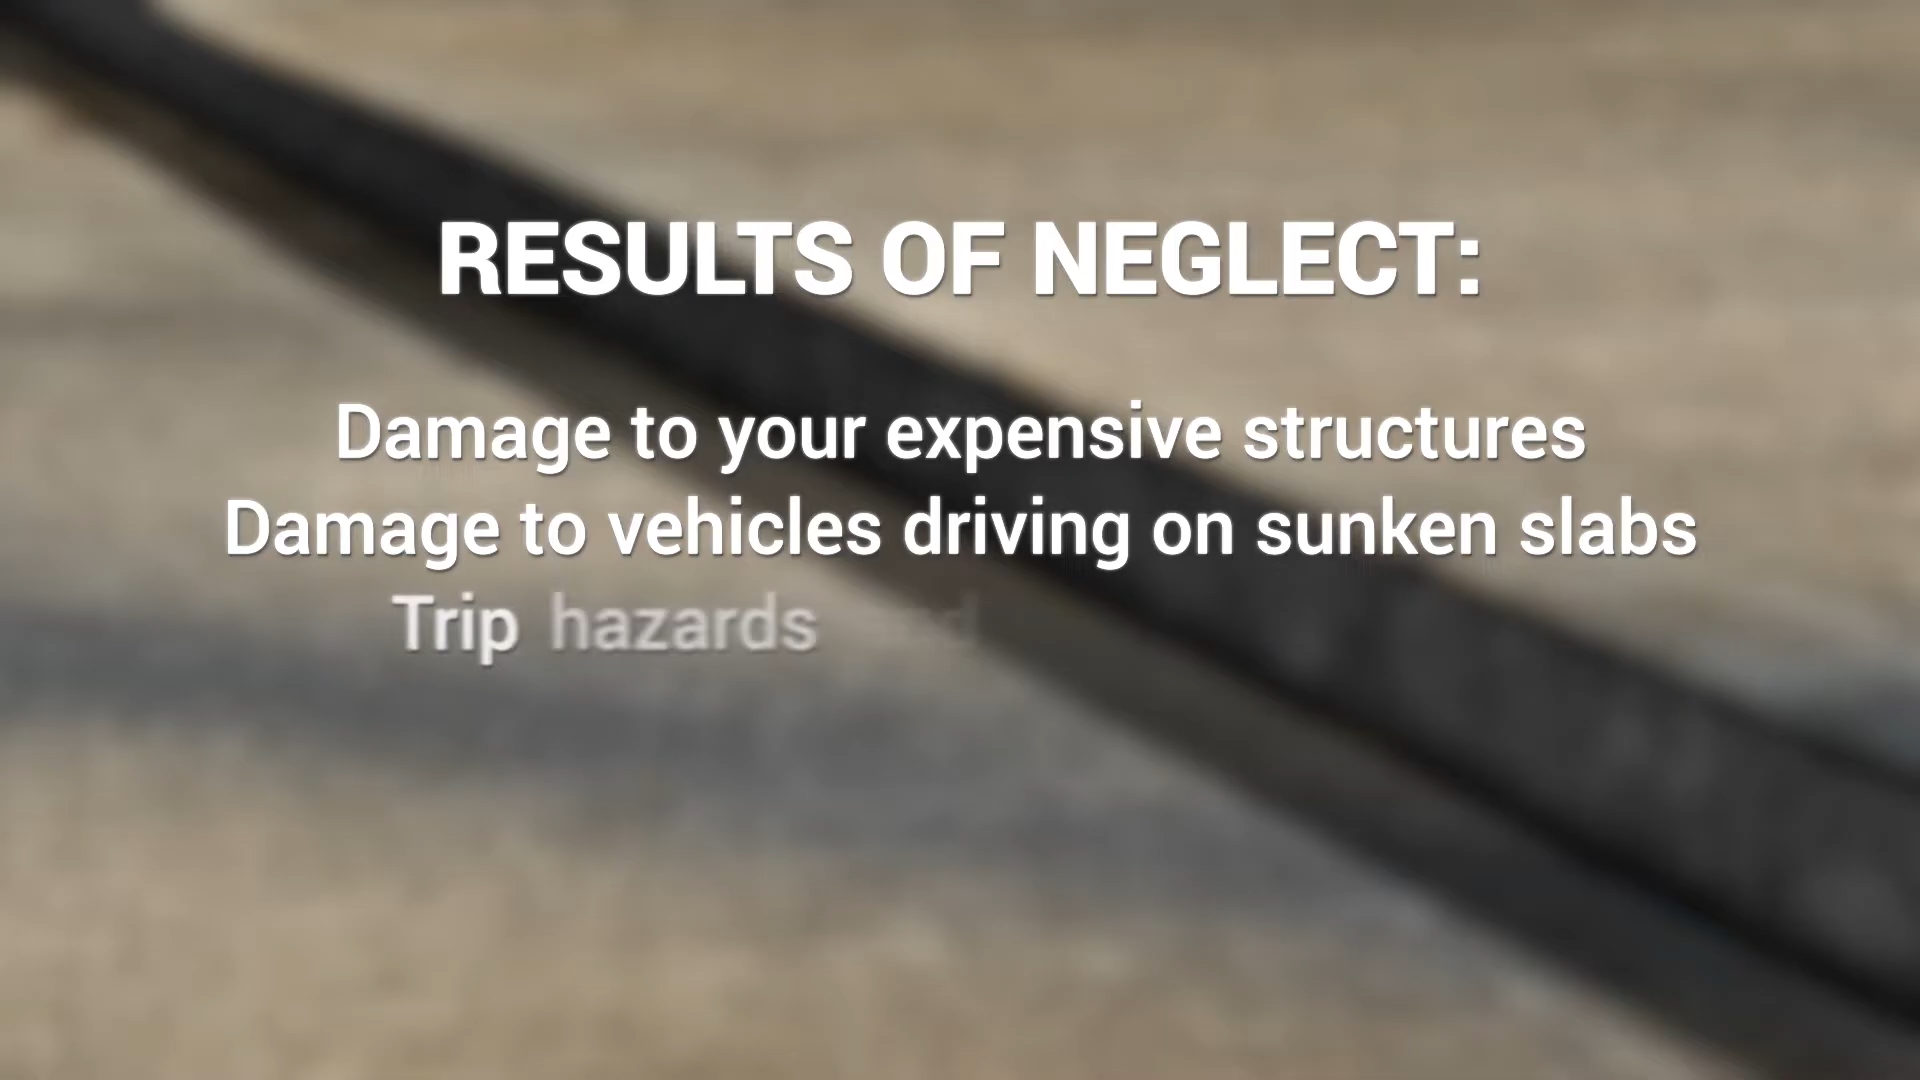 RESULTS OF NEGLECT:
Damage to your expensive structures
Damage to vehicles driving on sunken slabs
Trip hazards